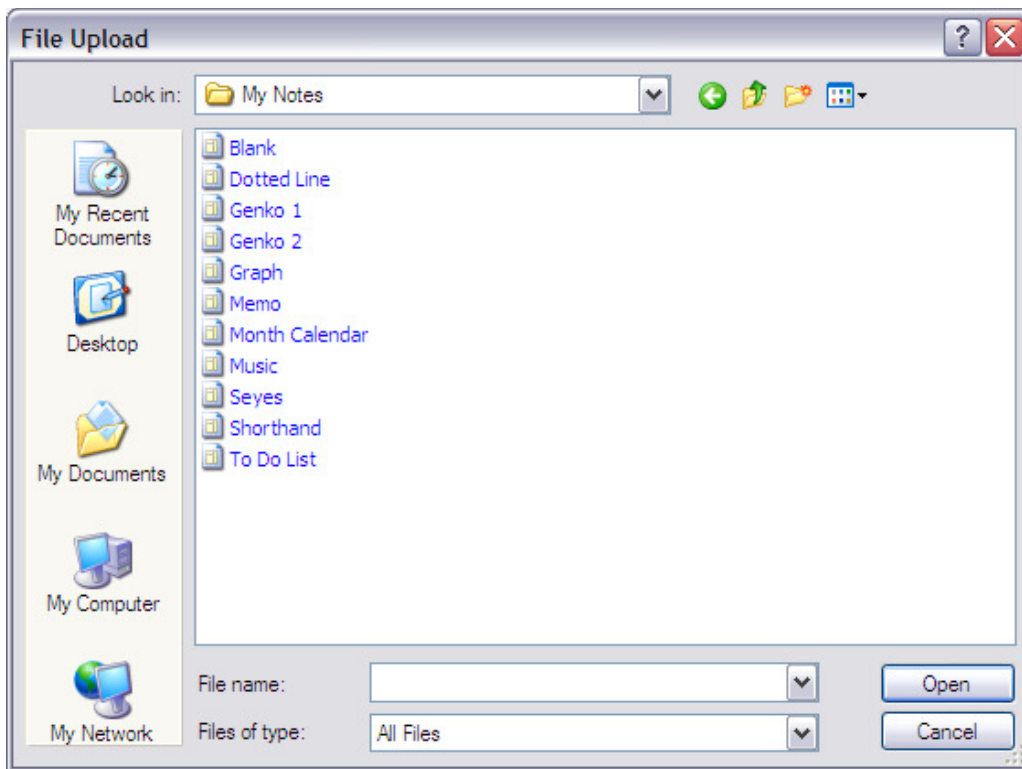 File Upload
Look in: My Notes
My Recent
Documents
Desktop
My Documents
My Computer
My Network
Blank
Dotted Line
Genko 1
Genko 2
Graph
Memo
Month Calendar
Music
Seyes
Shorthand
To Do List
File name:
Open
Files of type: All Files
Cancel